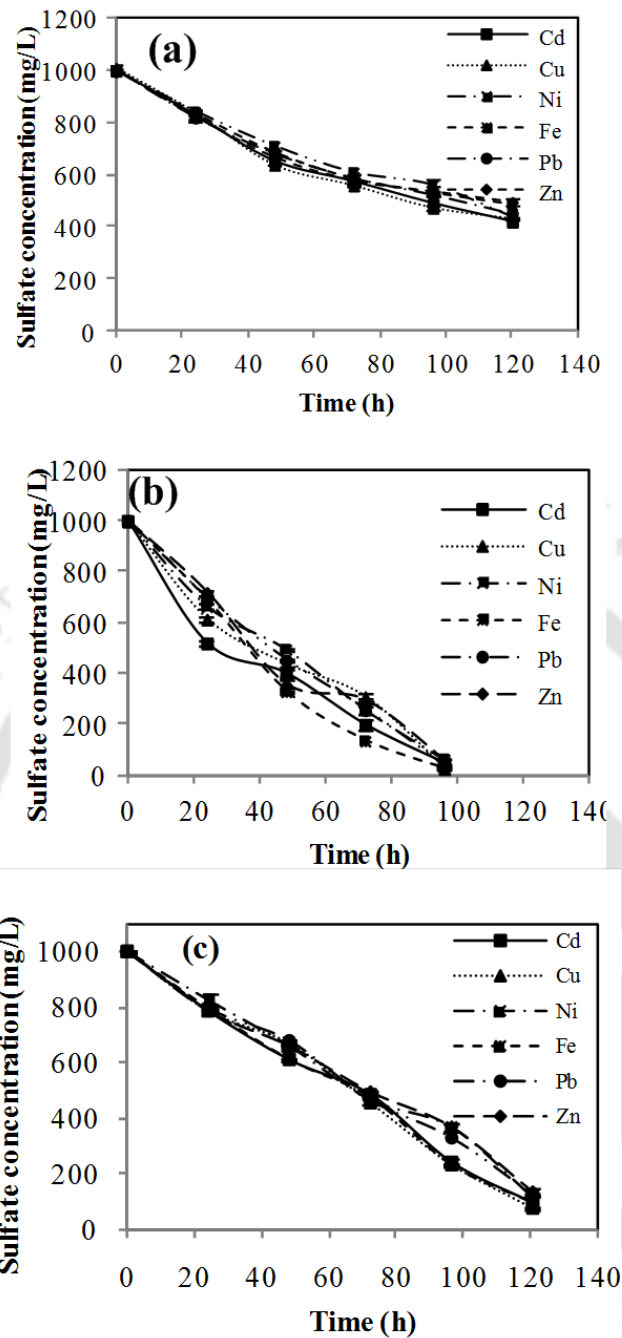 (a)
Sulfate concentration(mg/L)
1200
1000
800
600
400
200
0
0 20 40 60 80 100 120 140
Time (h)
Cd
Cu
Ni
Fe
Pb
Zn
(b)
Sulfate concentration(mg/L)
1200
1000
800
600
400
200
0
0 20 40 60 80 100 120 140
Time (h)
Cd
Cu
Ni
Fe
Pb
Zn
(c)
Sulfate concentration(mg/L)
1000
800
600
400
200
0
0 20 40 60 80 100 120 140
Time (h)
Cd
Cu
Ni
Fe
Pb
Zn